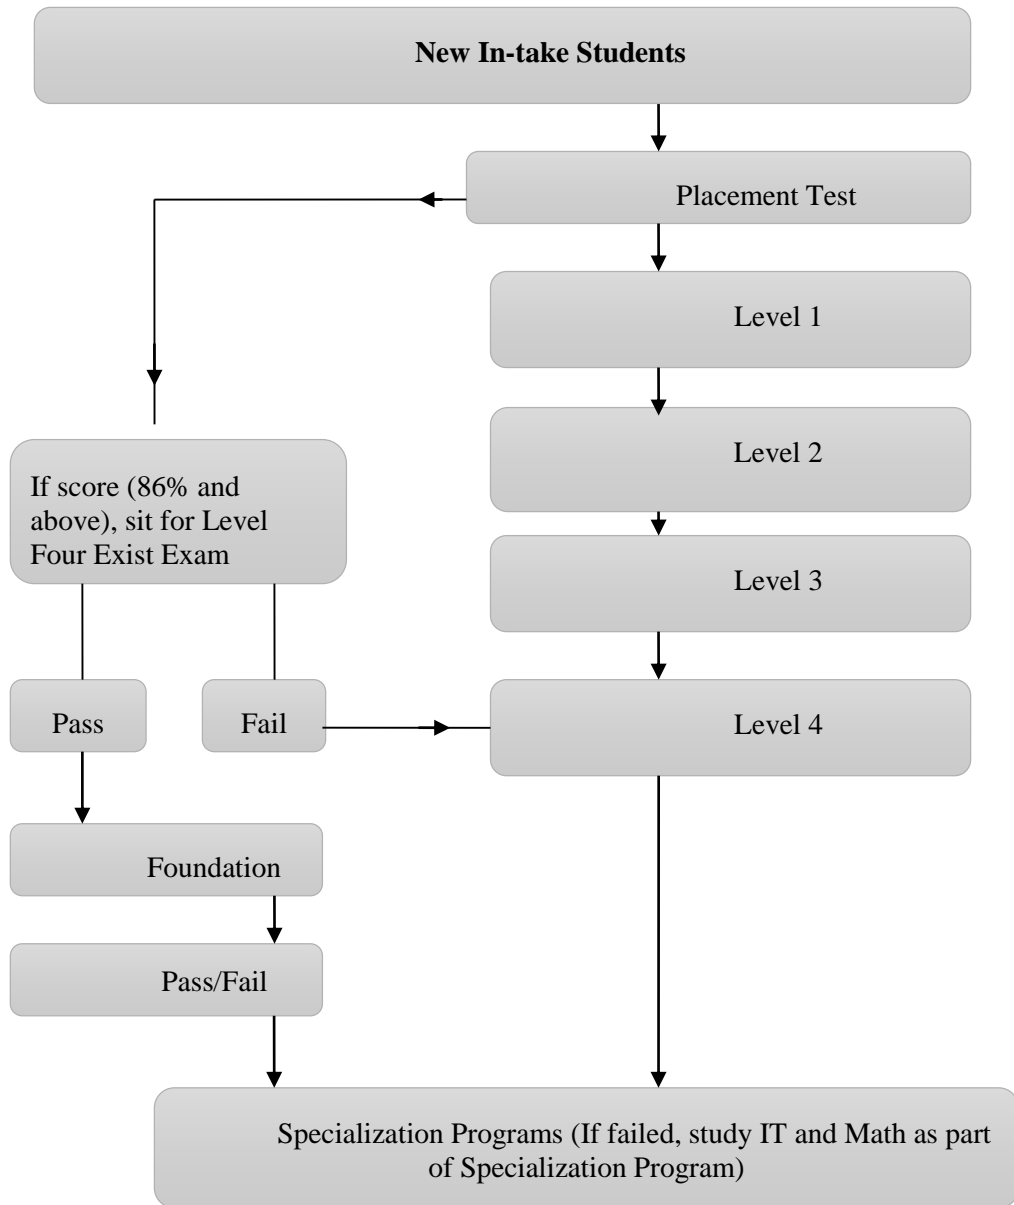 New In-take Students
Placement Test
Level 1
Level 2
If score (86% and
above), sit for Level
Four Exist Exam
Level 3
Pass
Fail
Level 4
Foundation
Pass/Fail
Specialization Programs (If failed, study IT and Math as part
of Specialization Program)